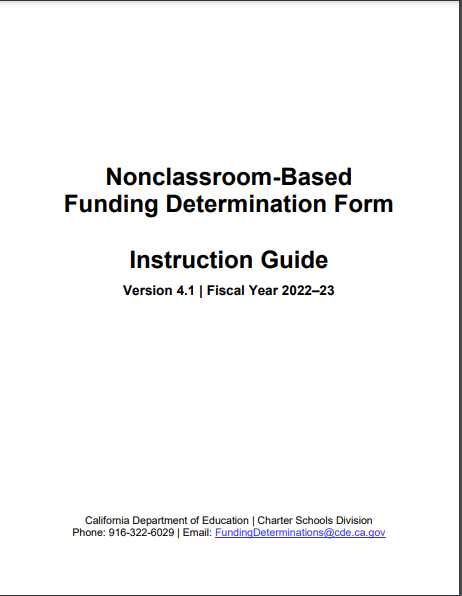 Nonclassroom-Based
Funding Determination Form
Instruction Guide
Version 4.1 | Fiscal Year 2022–23
California Department of Education | Charter Schools Division
Phone: 916-322-6029 | Email: FundingDeterminations@cde.ca.gov